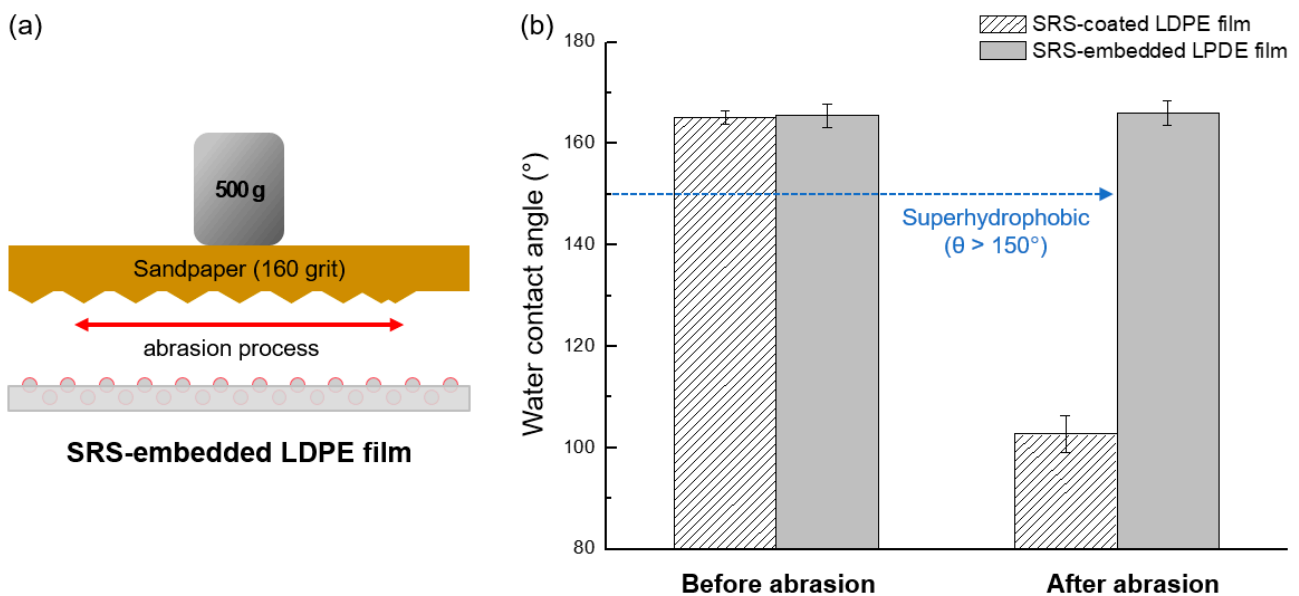 (a)
500 g
Sandpaper (160 grit)
abrasion process
SRS-embedded LDPE film
(b)
SRS-coated LDPE film
SRS-embedded LPDE film
Water contact angle (°)
180
160
140
120
100
80
Superhydrophobic
(θ > 150°)
Before abrasion
After abrasion